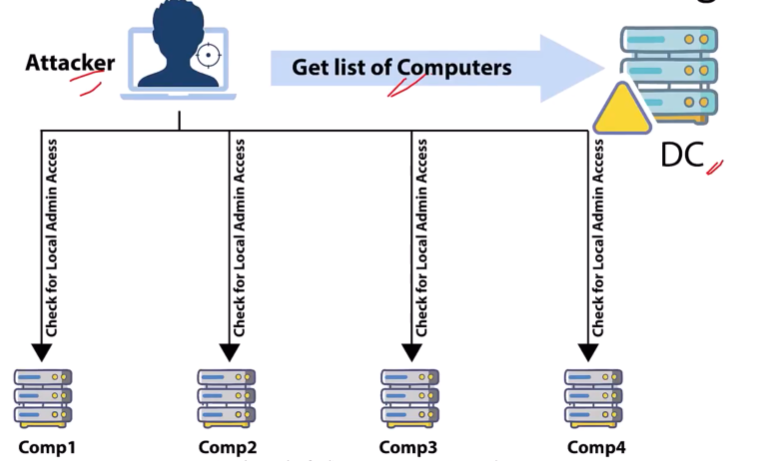 Attacker
Get list of Computers
DC
Check for Local Admin Access
Check for Local Admin Access
Check for Local Admin Access
Check for Local Admin Access
Comp1
Comp2
Comp3
Comp4